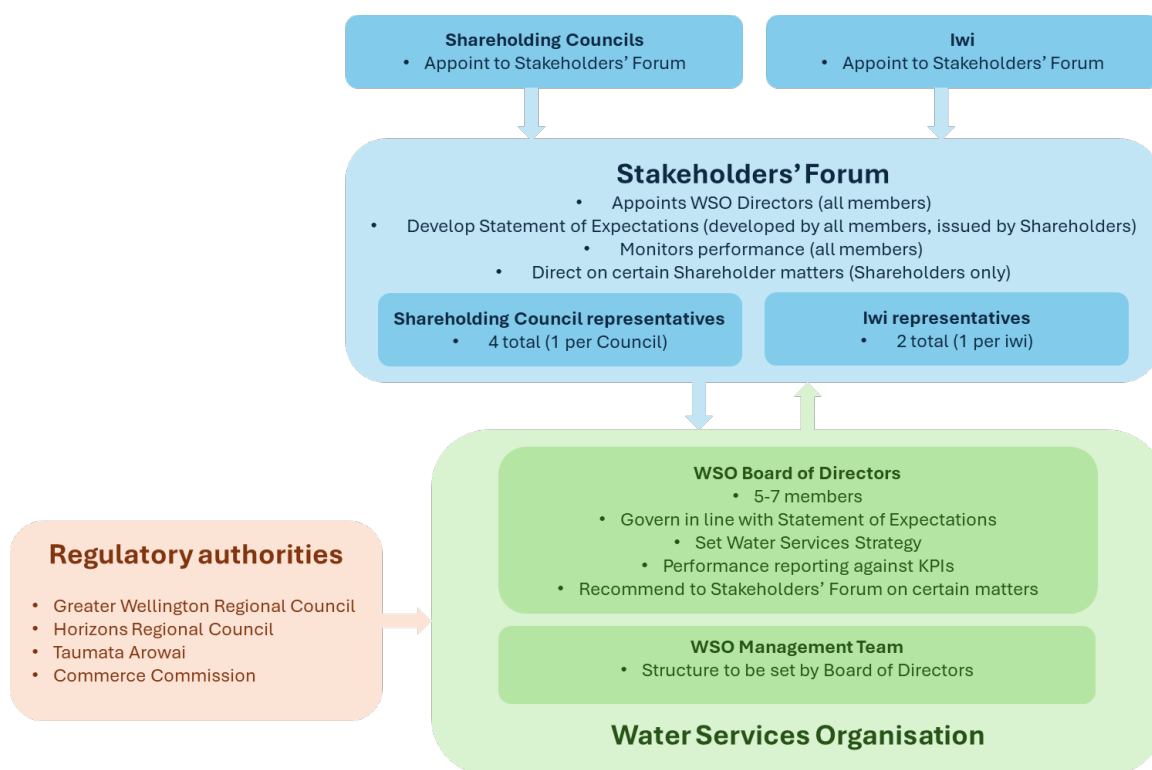 Shareholding Councils
• Appoint to Stakeholders’ Forum
Iwi
• Appoint to Stakeholders’ Forum
Stakeholders’ Forum
• Appoints WSO Directors (all members)
• Develop Statement of Expectations (developed by all members, issued by Shareholders)
• Monitors performance (all members)
• Direct on certain Shareholder matters (Shareholders only)
Shareholding Council representatives
• 4 total (1 per Council)
Iwi representatives
• 2 total (1 per iwi)
WSO Board of Directors
• 5-7 members
• Govern in line with Statement of Expectations
• Set Water Services Strategy
• Performance reporting against KPIs
• Recommend to Stakeholders’ Forum on certain matters
Regulatory authorities
• Greater Wellington Regional Council
• Horizons Regional Council
• Taumata Arowai
• Commerce Commission
WSO Management Team
• Structure to be set by Board of Directors
Water Services Organisation